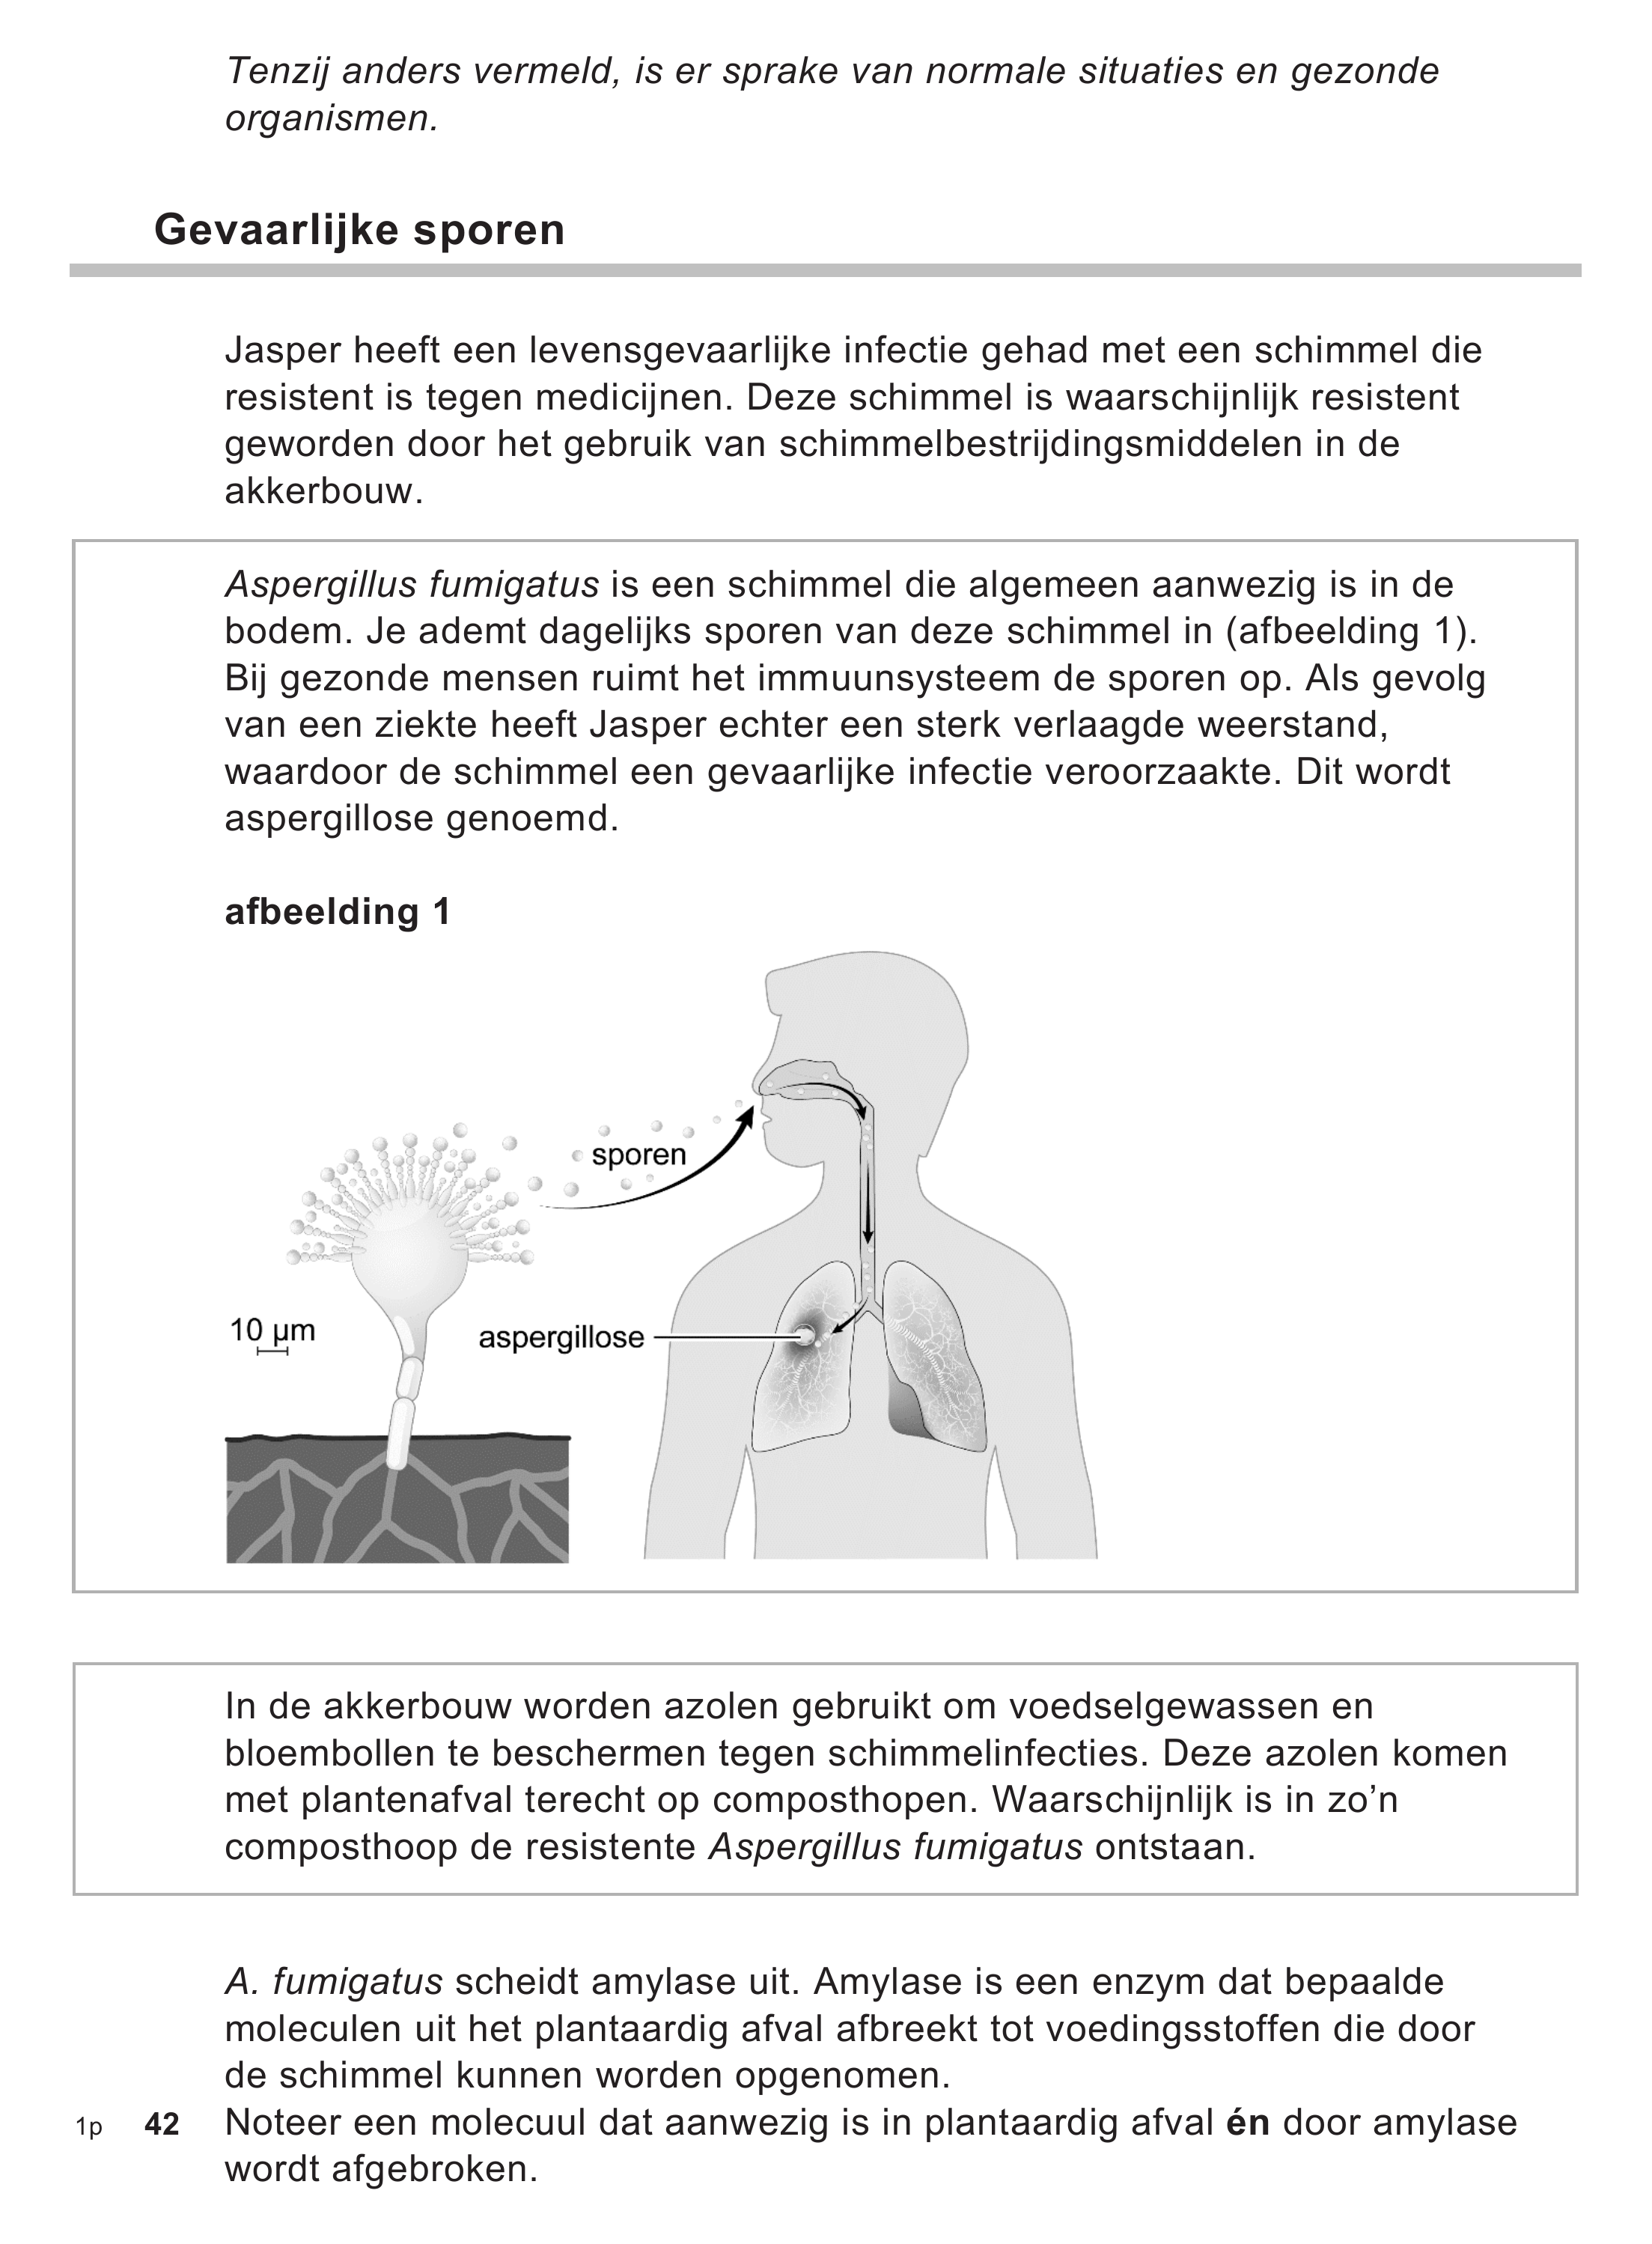 Tenzij anders vermeld, is er sprake van normale situaties en gezonde
organismen.
Gevaarlijke sporen
Jasper heeft een levensgevaarlijke infectie gehad met een schimmel die
resistent is tegen medicijnen. Deze schimmel is waarschijnlijk resistent
geworden door het gebruik van schimmelbestrijdingsmiddelen in de
akkerbouw.
Aspergillus fumigatus is een schimmel die algemeen aanwezig is in de
bodem. Je ademt dagelijks sporen van deze schimmel in (afbeelding 1).
Bij gezonde mensen ruimt het immuunsysteem de sporen op. Als gevolg
van een ziekte heeft Jasper echter een sterk verlaagde weerstand,
waardoor de schimmel een gevaarlijke infectie veroorzaakte. Dit wordt
aspergillose genoemd.
afbeelding 1
sporen
10 µm
aspergillose
In de akkerbouw worden azolen gebruikt om voedselgewassen en
bloembollen te beschermen tegen schimmelinfecties. Deze azolen komen
met plantenafval terecht op composthopen. Waarschijnlijk is in zo’n
composthoop de resistente Aspergillus fumigatus ontstaan.
A. fumigatus scheidt amylase uit. Amylase is een enzym dat bepaalde
moleculen uit het plantaardig afval afbreekt tot voedingsstoffen die door
de schimmel kunnen worden opgenomen.
1p 42 Noteer een molecuul dat aanwezig is in plantaardig afval én door amylase
wordt afgebroken.